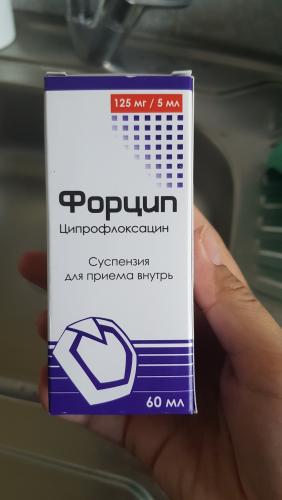 125 мг / 5 мл
Форцип
Ципрофлоксацин
Суспензия
для приема внутрь
60 мл